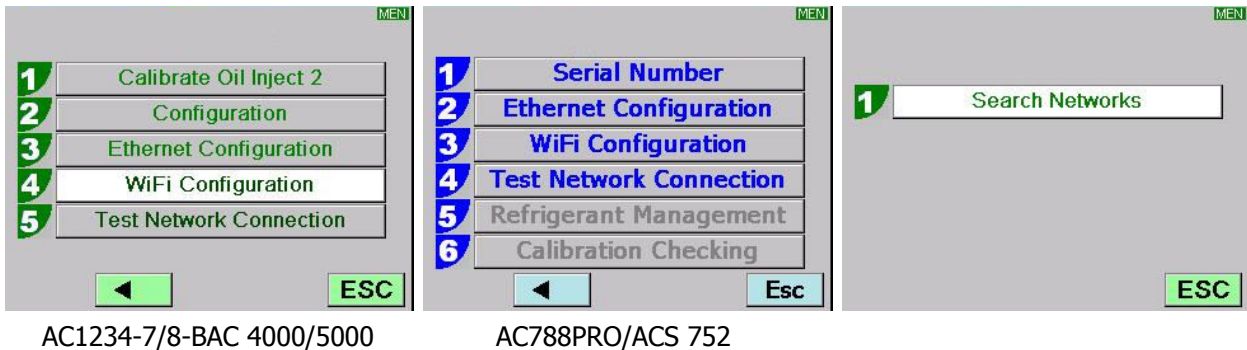 MEN
1 Calibrate Oil Inject 2
2 Configuration
3 Ethernet Configuration
4 WiFi Configuration
5 Test Network Connection
◄ ESC
MEN
1 Serial Number
2 Ethernet Configuration
3 WiFi Configuration
4 Test Network Connection
5 Refrigerant Management
6 Calibration Checking
◄ Esc
MEN
1 Search Networks
ESC
AC1234-7/8-BAC 4000/5000
AC788PRO/ACS 752